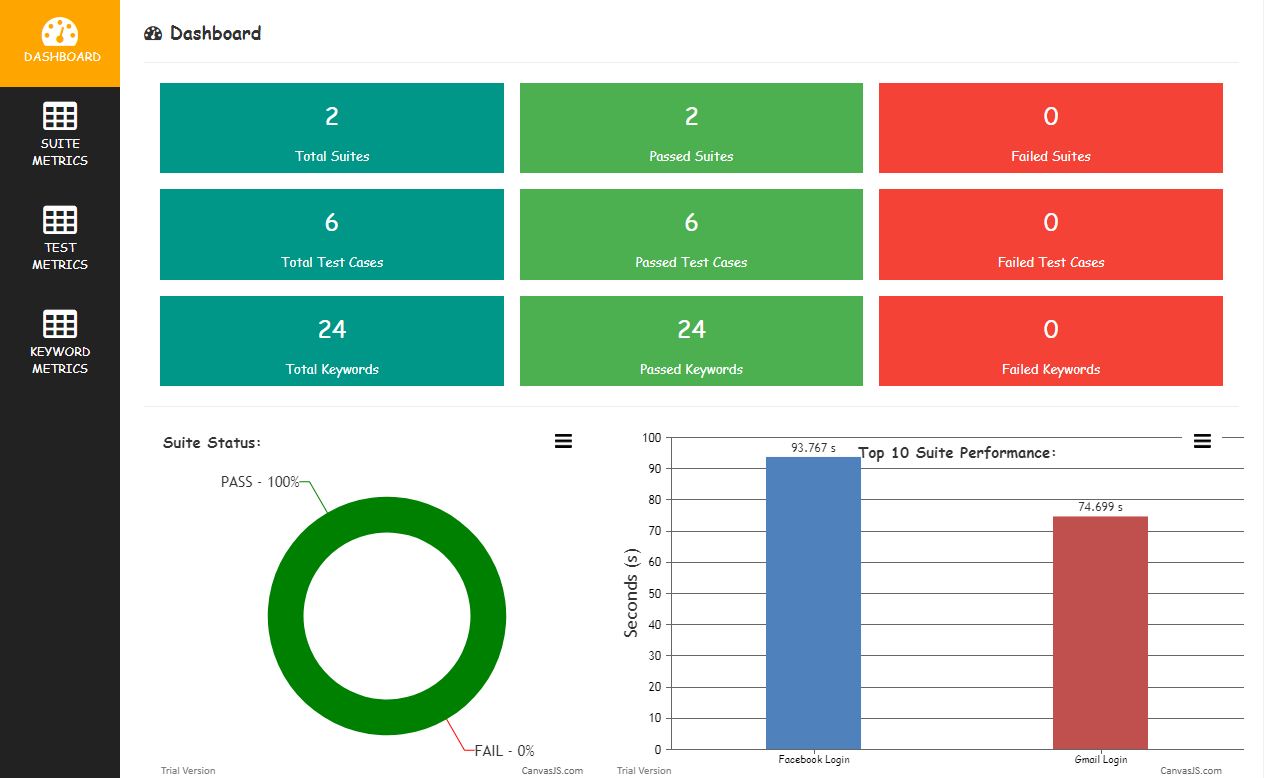 DASHBOARD
SUITE
METRICS
TEST
METRICS
KEYWORD
METRICS
Dashboard
2
Total Suites
2
Passed Suites
0
Failed Suites
6
Total Test Cases
6
Passed Test Cases
0
Failed Test Cases
24
Total Keywords
24
Passed Keywords
0
Failed Keywords
Suite Status:
PASS - 100%
FAIL - 0%
Trial Version
CanvasJS.com
Top 10 Suite Performance:
Seconds (s)
100
90
80
70
60
50
40
30
20
10
0
93.767 s
74.699 s
Facebook Login
Gmail Login
Trial Version
CanvasJS.com